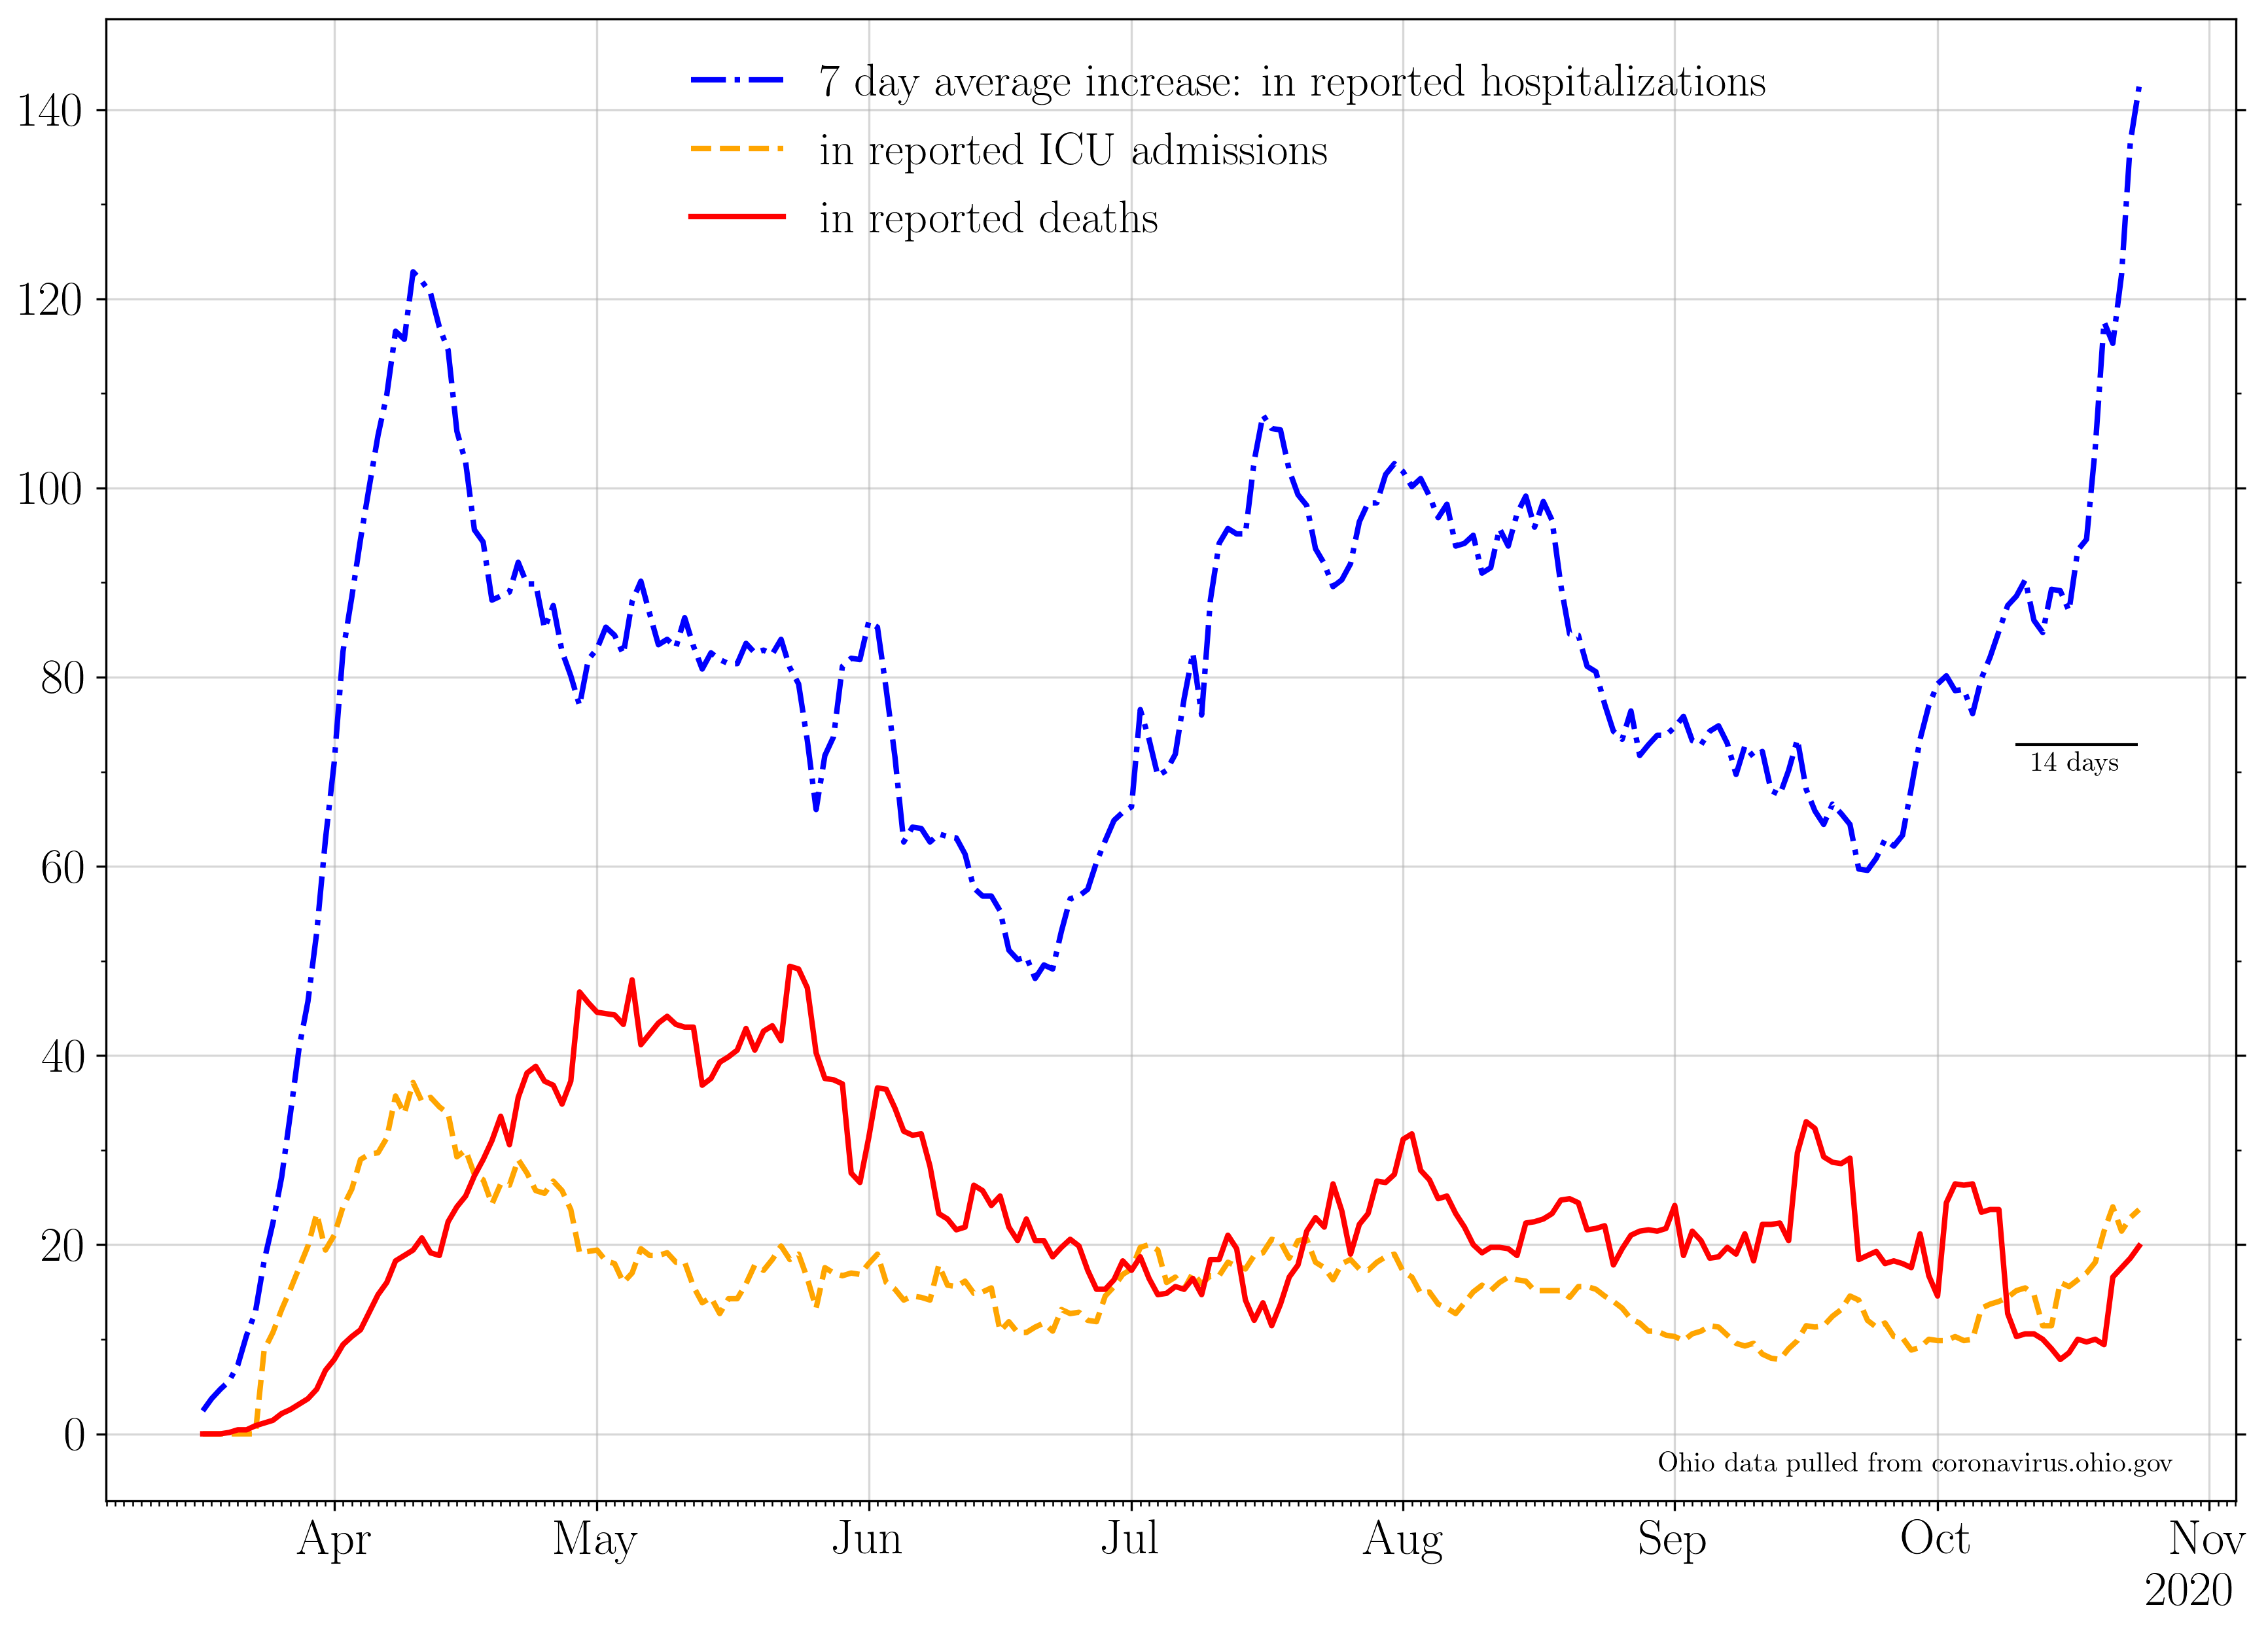 7 day average increase: in reported hospitalizations
in reported ICU admissions
in reported deaths
140
120
100
80
60
40
20
0
14 days
Ohio data pulled from coronavirus.ohio.gov
Apr May Jun Jul Aug Sep Oct Nov
2020